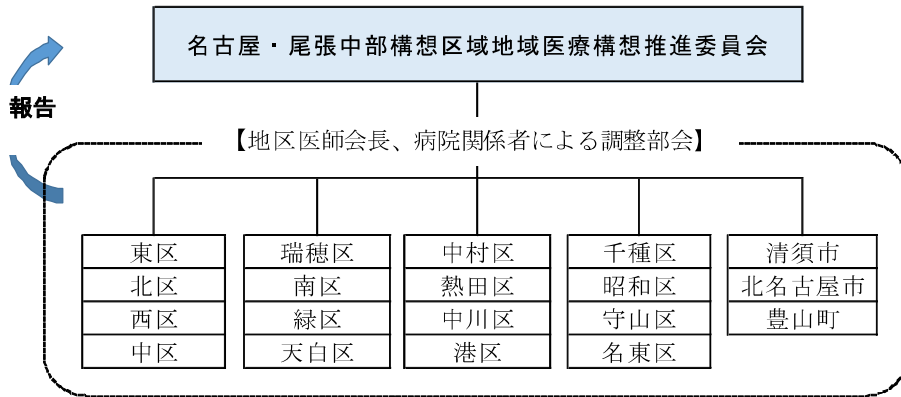 名古屋・尾張中部構想区域地域医療構想推進委員会
報告
【地区医師会長、病院関係者による調整部会】
東区
北区
西区
中区
瑞穂区
南区
緑区
天白区
中村区
熱田区
中川区
港区
千種区
昭和区
守山区
名東区
清須市
北名古屋市
豊山町